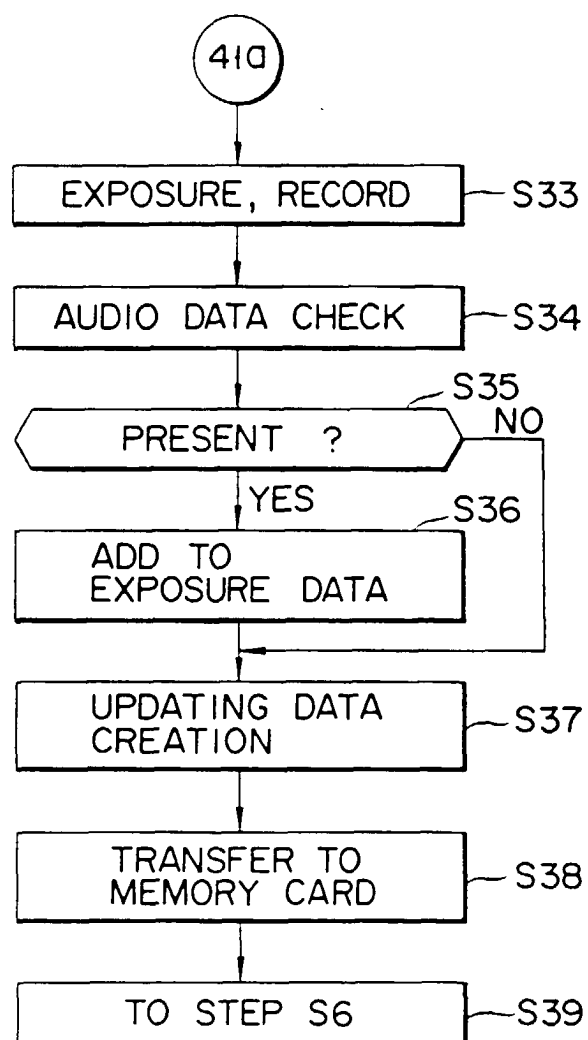 41a
EXPOSURE, RECORD
S33
AUDIO DATA CHECK
S34
S35
PRESENT ?
NO
YES
S36
ADD TO
EXPOSURE DATA
UPDATING DATA
CREATION
S37
TRANSFER TO
MEMORY CARD
S38
TO STEP S6
S39